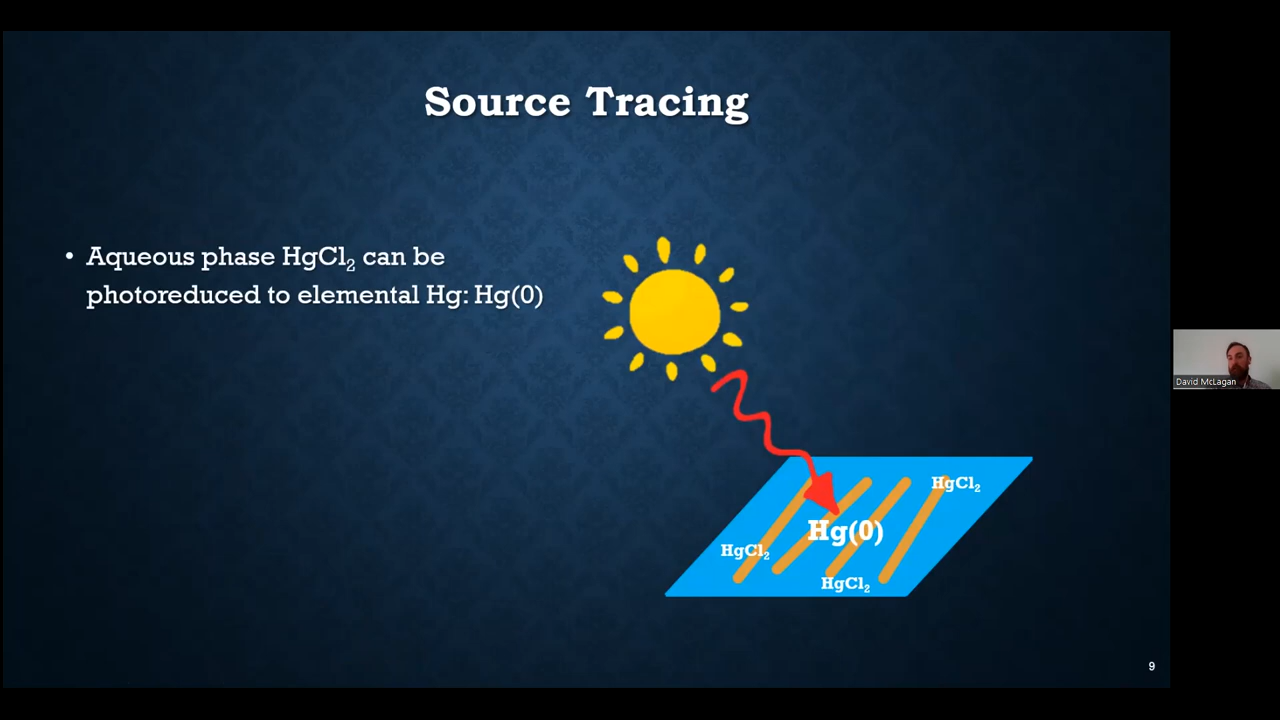 Source Tracing
• Aqueous phase HgCl₂ can be
photoreduced to elemental Hg: Hg(0)
HgCl₂
Hg(0)
HgCl₂
HgCl₂
David McLagan
9